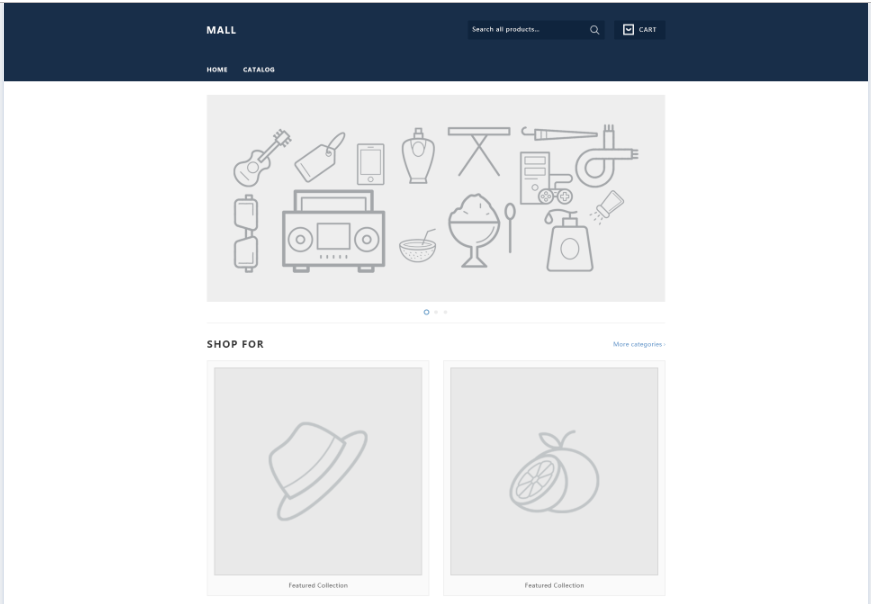 MALL
Search all products...
CART
HOME
CATALOG
SHOP FOR
More categories ›
Featured Collection
Featured Collection